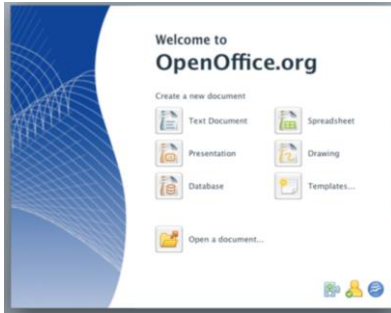 Welcome to
OpenOffice.org
Create a new document
Text Document
Spreadsheet
Presentation
Drawing
Database
Templates...
Open a document...